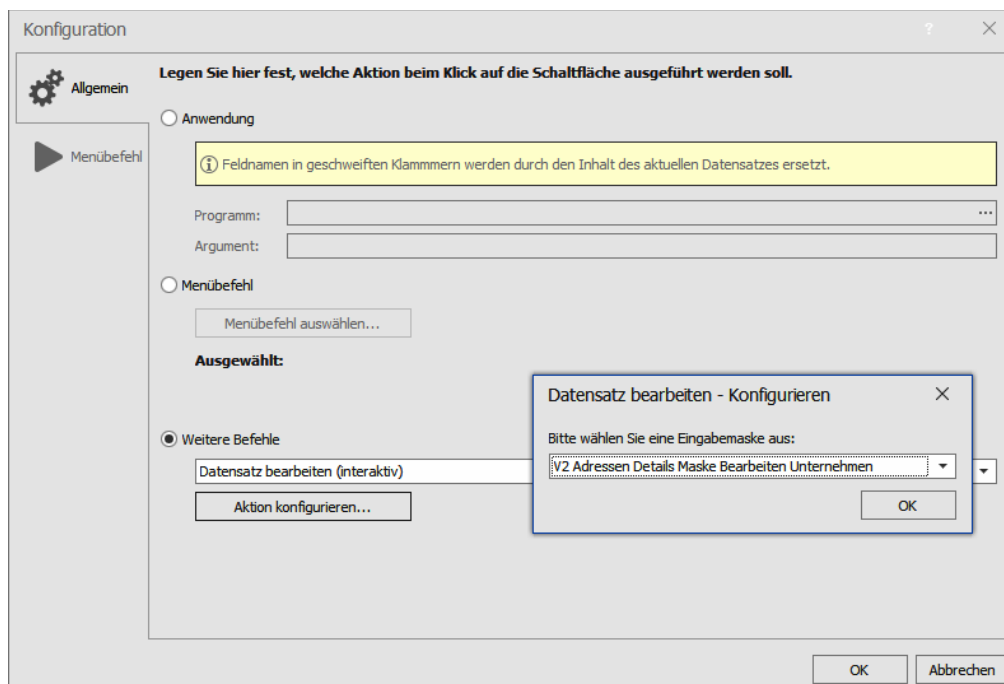 Konfiguration
?
Allgemein
Menübefehl
Legen Sie hier fest, welche Aktion beim Klick auf die Schaltfläche ausgeführt werden soll.
Anwendung
Feldnamen in geschweiften Klammmern werden durch den Inhalt des aktuellen Datensatzes ersetzt.
Programm:
...
Argument:
Menübefehl
Menübefehl auswählen...
Ausgewählt:
Weitere Befehle
Datensatz bearbeiten (interaktiv)
Aktion konfigurieren...
Datensatz bearbeiten - Konfigurieren
Bitte wählen Sie eine Eingabemaske aus:
V2 Adressen Details Maske Bearbeiten Unternehmen
OK
OK
Abbrechen